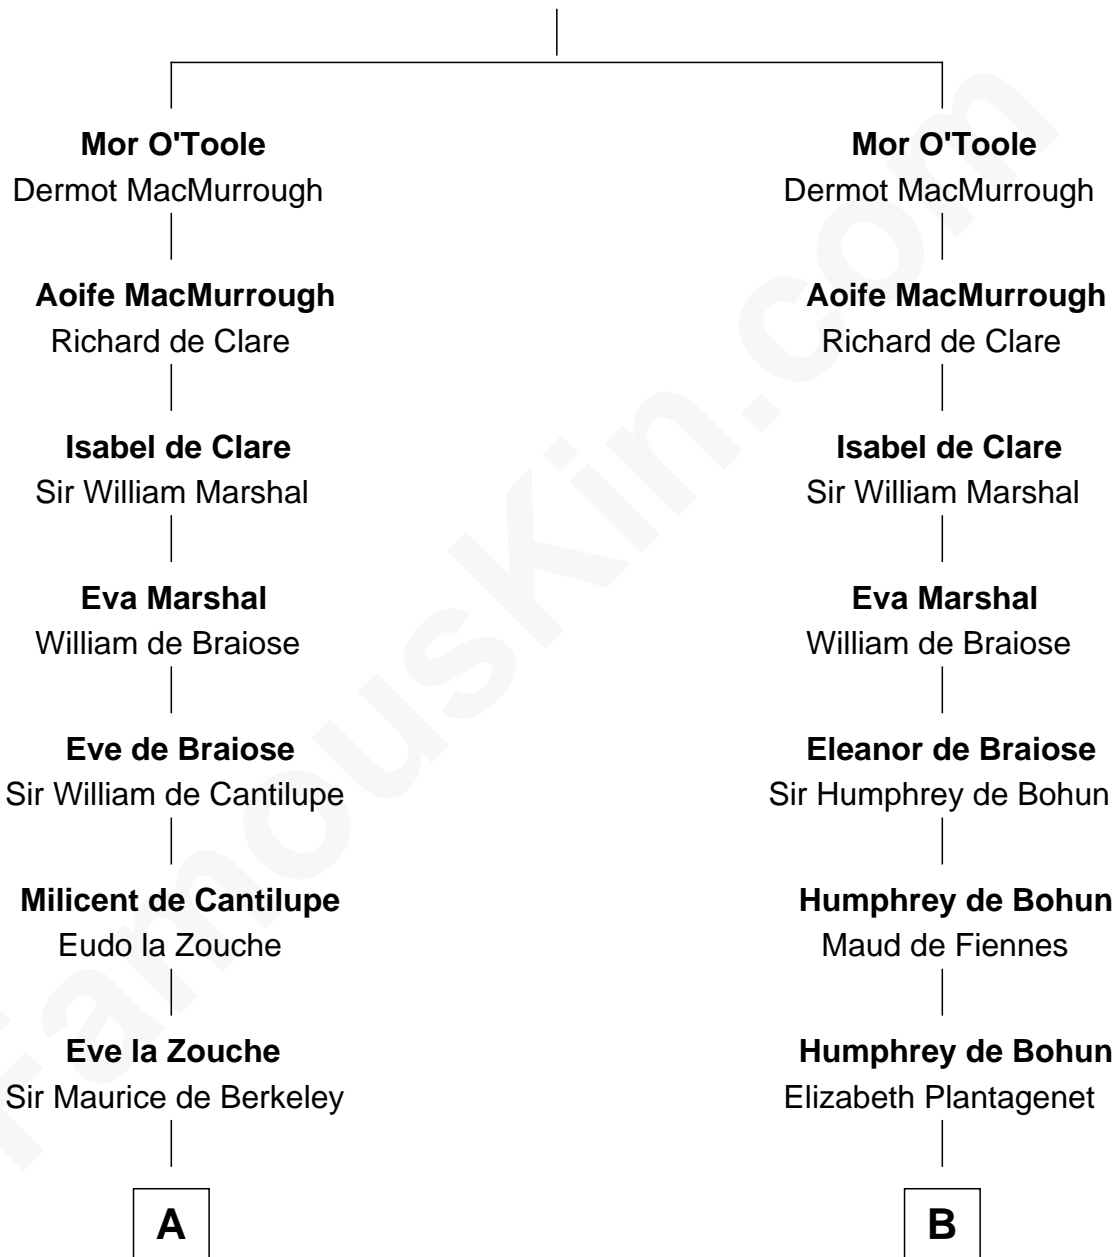 Mor O'Toole
Dermot MacMurrough
Aoife MacMurrough
Richard de Clare
Isabel de Clare
Sir William Marshal
Eva Marshal
William de Braiose
Eve de Braiose
Sir William de Cantilupe
Milicent de Cantilupe
Eudo la Zouche
Eve la Zouche
Sir Maurice de Berkeley
A
Mor O'Toole
Dermot MacMurrough
Aoife MacMurrough
Richard de Clare
Isabel de Clare
Sir William Marshal
Eva Marshal
William de Braiose
Eleanor de Braiose
Sir Humphrey de Bohun
Humphrey de Bohun
Maud de Fiennes
Humphrey de Bohun
Elizabeth Plantagenet
B
FamousKin.com